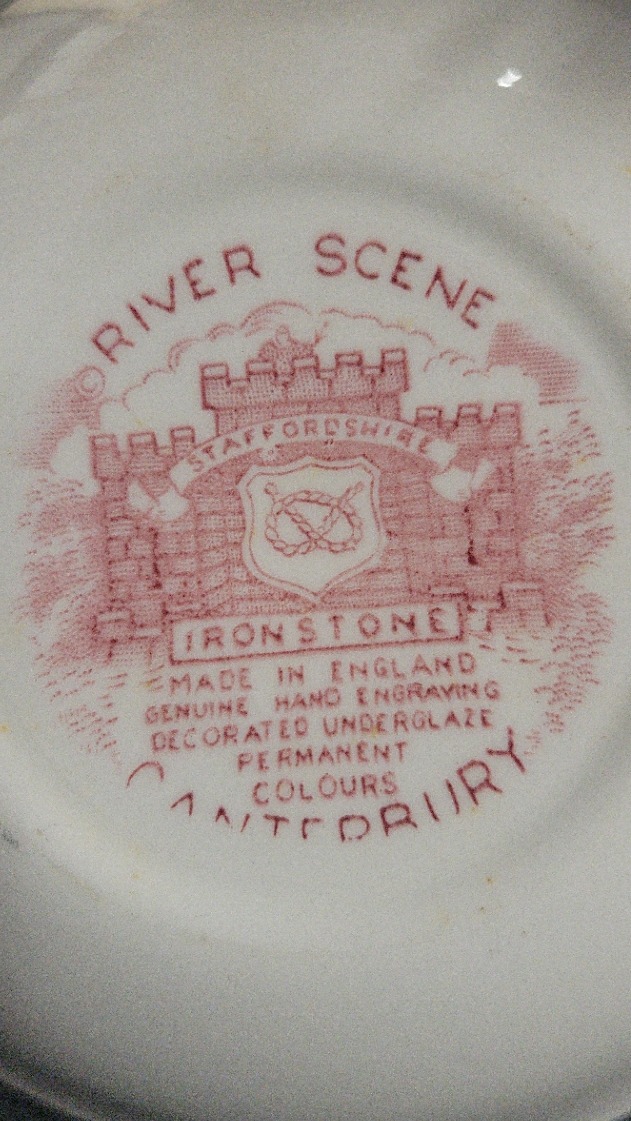 RIVER SCENE
STAFFORDSHIRE
IRONSTONE
MADE IN ENGLAND
GENUINE HAND ENGRAVING
DECORATED UNDERGLAZE
PERMANENT
COLOURS
CANTERBURY